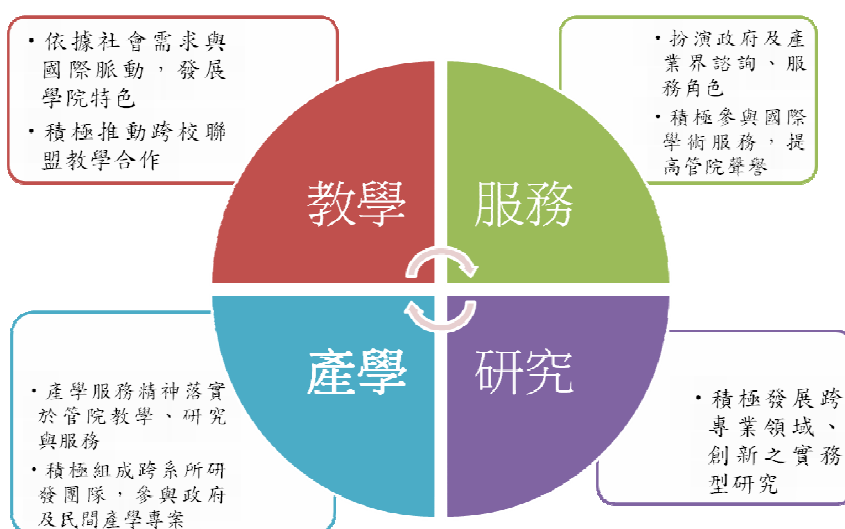 ・依據社會需求與
國際脈動，發展
學院特色
・積極推動跨校聯
盟教學合作
・扮演政府及產
業界諮詢、服
務角色
・積極參與國際
學術服務，提
高管院聲譽
教學
服務
產學
研究
・產學服務精神落實
於管院教學、研究
與服務
・積極組成跨系所研
發團隊，參與政府
及民間產學專案
・積極發展跨
專業領域、
創新之實務
型研究